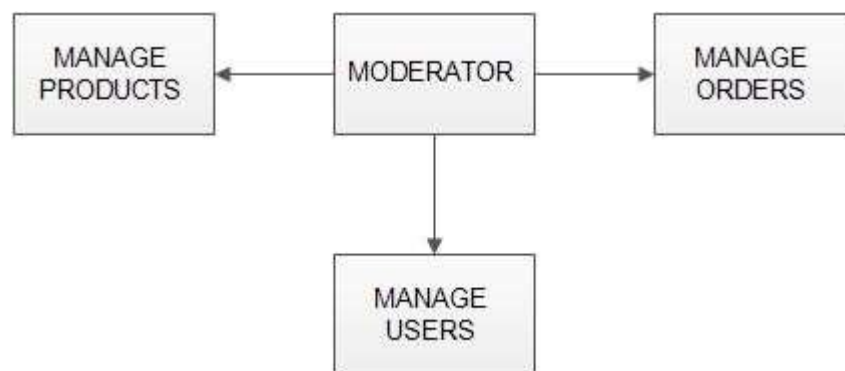 MANAGE
PRODUCTS
MODERATOR
MANAGE
ORDERS
MANAGE
USERS